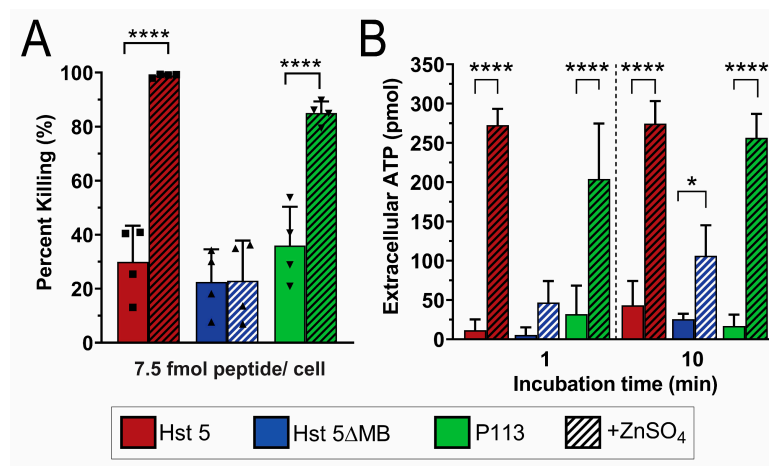 A
B
****
****
Percent Killing (%)
100
80
60
40
20
0
7.5 fmol peptide/ cell
****
****
****
****
*
Extracellular ATP (pmol)
350
300
250
200
150
100
50
0
1
10
Incubation time (min)
Hst 5
Hst 5ΔMB
P113
+ZnSO₄